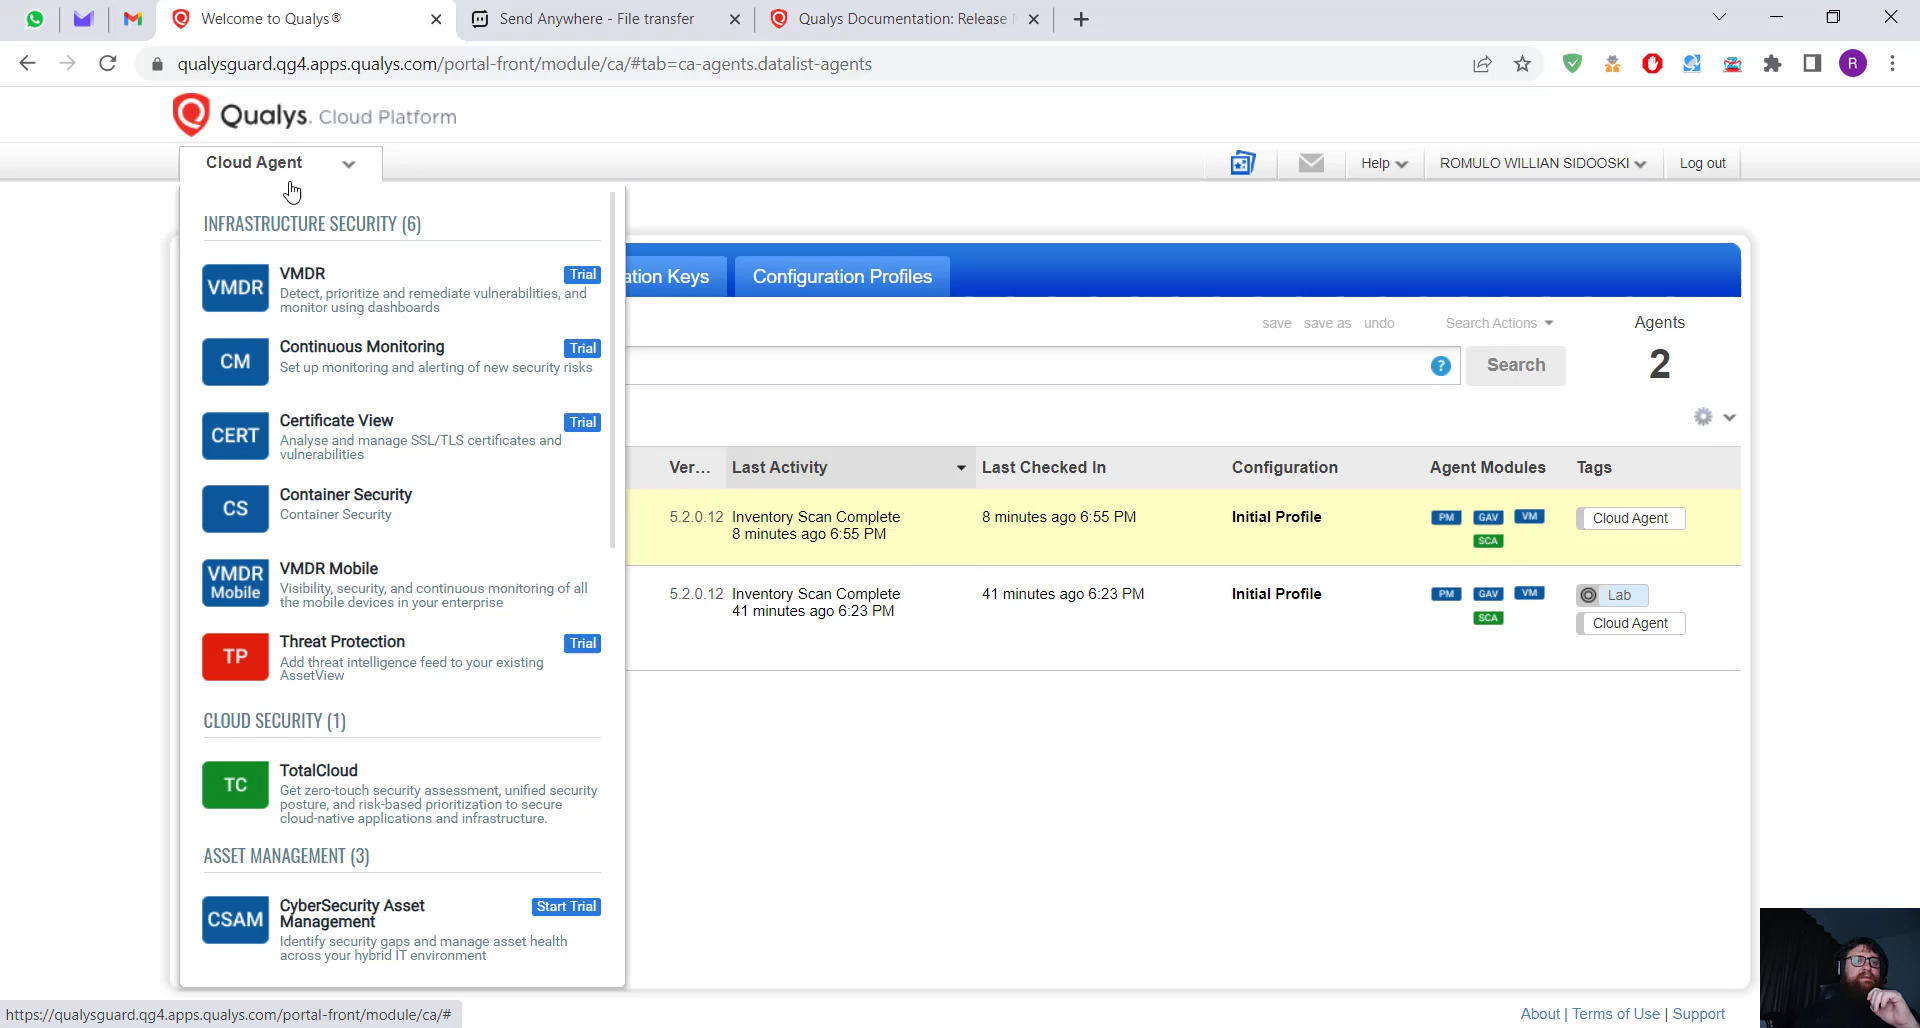 Welcome to Qualys®
Send Anywhere - File transfer
Qualys Documentation: Release
qualysguard.qg4.apps.qualys.com/portal-front/module/ca/#tab=ca-agents.datalist-agents
R
Qualys. Cloud Platform
Cloud Agent
Help
ROMULO WILLIAN SIDOOSKI
Log out
INFRASTRUCTURE SECURITY (6)
VMDR
VMDR
Trial
Detect, prioritize and remediate vulnerabilities, and
monitor using dashboards
CM
Continuous Monitoring
Trial
Set up monitoring and alerting of new security risks
CERT
Certificate View
Trial
Analyse and manage SSL/TLS certificates and
vulnerabilities
CS
Container Security
Container Security
VMDR
Mobile
VMDR Mobile
Visibility, security, and continuous monitoring of all
the mobile devices in your enterprise
TP
Threat Protection
Trial
Add threat intelligence feed to your existing
AssetView
CLOUD SECURITY (1)
TC
TotalCloud
Get zero-touch security assessment, unified security
posture, and risk-based prioritization to secure
cloud-native applications and infrastructure.
ASSET MANAGEMENT (3)
CSAM
CyberSecurity Asset
Management
Start Trial
Identify security gaps and manage asset health
across your hybrid IT environment
ation Keys
Configuration Profiles
save save as undo
Search Actions
Agents
2
?
Search
Ver... Last Activity Last Checked In Configuration Agent Modules Tags
5.2.0.12 Inventory Scan Complete 8 minutes ago 6:55 PM Initial Profile PM GAV VM Cloud Agent
8 minutes ago 6:55 PM SCA
5.2.0.12 Inventory Scan Complete 41 minutes ago 6:23 PM Initial Profile PM GAV VM Lab
41 minutes ago 6:23 PM SCA Cloud Agent
https://qualysguard.qg4.apps.qualys.com/portal-front/module/ca/#
About | Terms of Use | Support